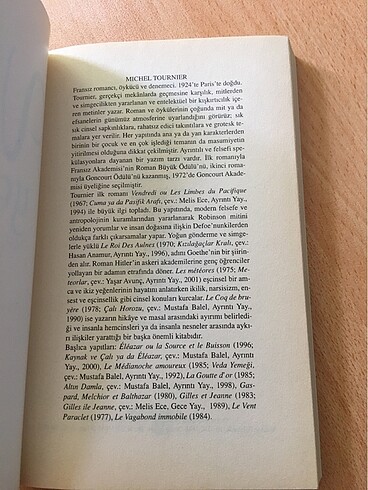 MICHEL TOURNIER
Fransız romancı, öykücü ve denemeci. 1924'te Paris'te doğdu.
Tournier, gerçekçi mekânlarda geçmesine karşılık, mitlerden
ve simgecilikten yararlanan ve entelektüel bir kışkırtıcılık içe-
ren metinler yazar. Roman ve öykülerinin çoğunda mit ya da
efsanelerin günümüz atmosferine uyarlandığını görürüz; sık
sık cinsel sapkınlıklara, rahatsız edici takıntılara ve grotesk te-
malara yer verilir. Her yapıtında ana ya da yan karakterlerden
birinin bir çocuk ve en çok işlediği temanın da masumiyetin
yitirilmesi olduğuna dikkat çekilmiştir. Ayrıntılı ve felsefi spe-
külasyonlara dayanan bir yazım tarzı vardır. İlk romanıyla
Fransız Akademisi'nin Roman Büyük Ödülü'nü, ikinci roma-
nıyla Goncourt Ödülü'nü kazanmış, 1972'de Goncourt Akade-
misi üyeliğine seçilmiştir.
Tournier ilk romanı Vendredi ou Les Limbes du Pacifique
(1967; Cuma ya da Pasifik Arafı, çev.: Melis Ece, Ayrıntı Yay.,
1994) ile büyük ilgi topladı. Bu yapıtında, modern felsefe ve
antropolojinin kuramlarından yararlanarak Robinson mitini
yeniden yorumlar ve insan doğasına ilişkin Defoe'nunkilerden
oldukça farklı çıkarsamalar yapar. Yoğun gönderme ve simge-
lerle yüklü Le Roi Des Aulnes (1970; Kızılağaçlar Kralı, çev.:
Hasan Anamur, Ayrıntı Yay., 1996), adını Goethe'nin bir şiirin-
den alır. Roman Hitler'in askeri akademilerine genç öğrenciler
yollayan bir adamın etrafında döner. Les météores (1975; Me-
teorlar, çev.: Yaşar Avunç, Ayrıntı Yay., 2001) eşcinsel bir am-
ca ve ikiz yeğenlerinin hayatını anlatırken ikilik, narsisizm, en-
sest ve eşcinsellik gibi cinsel konuları kurcalar. Le Coq de bru-
yére (1978; Çalı Horozu, çev.: Mustafa Balel, Ayrıntı Yay.,
1990) ise yazarın hikâye ve masal arasındaki ayrımı belirledi-
ği ve insanla hemcinsleri ya da insanla nesneler arasında aykı-
rı ilişkiler yarattığı bir başka önemli kitabıdır.
Başlıca yapıtları: Éléazar ou la Source et le Buisson (1996;
Kaynak ve Çalı ya da Éléazar, çev.: Mustafa Balel, Ayrıntı
Yay., 2000), Le Médianoche amoureux (1985; Veda Yemeği,
çev.: Mustafa Balel, Ayrıntı Yay., 1992), La Goutte d'or (1985;
Altın Damla, çev.: Mustafa Balel, Ayrıntı Yay., 1998), Gas-
pard, Melchior et Balthazar (1980), Gilles et Jeanne (1983;
Gilles ile Jeanne, çev.: Melis Ece, Gece Yay., 1989), Le Vent
Paraclet (1977), Le Vagabond immobile (1984).